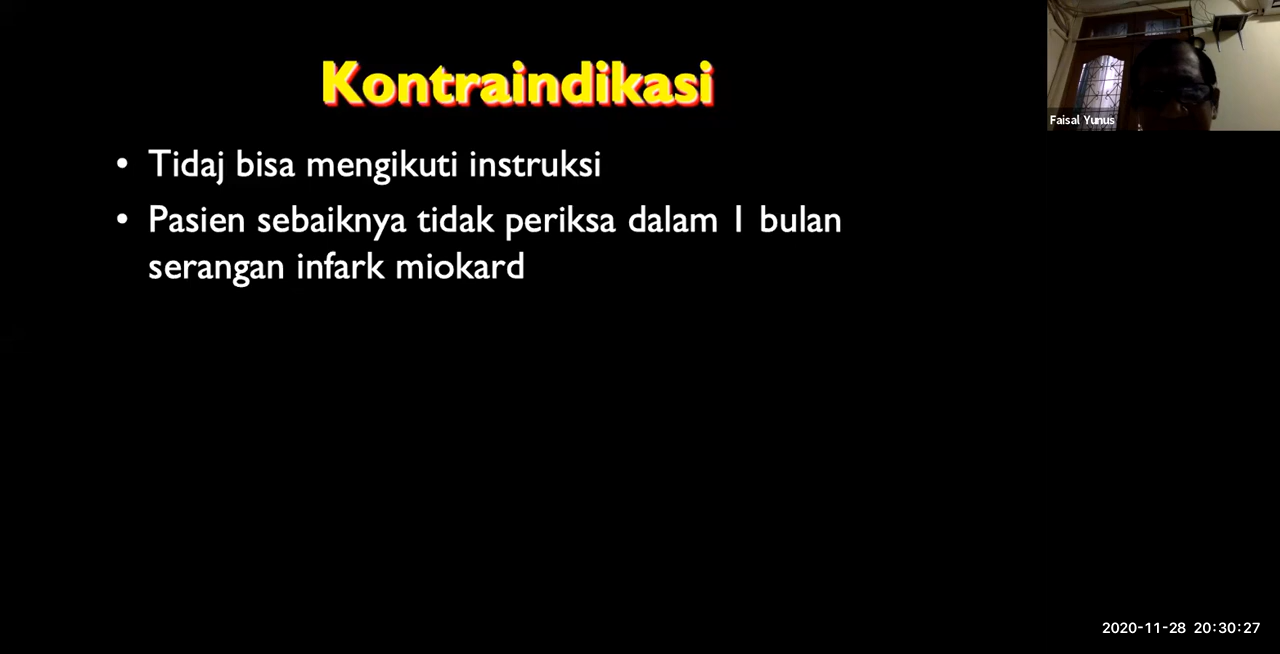 Kontraindikasi
• Tidaj bisa mengikuti instruksi
• Pasien sebaiknya tidak periksa dalam 1 bulan
serangan infark miokard
Faisal Yunus
2020-11-28 20:30:27